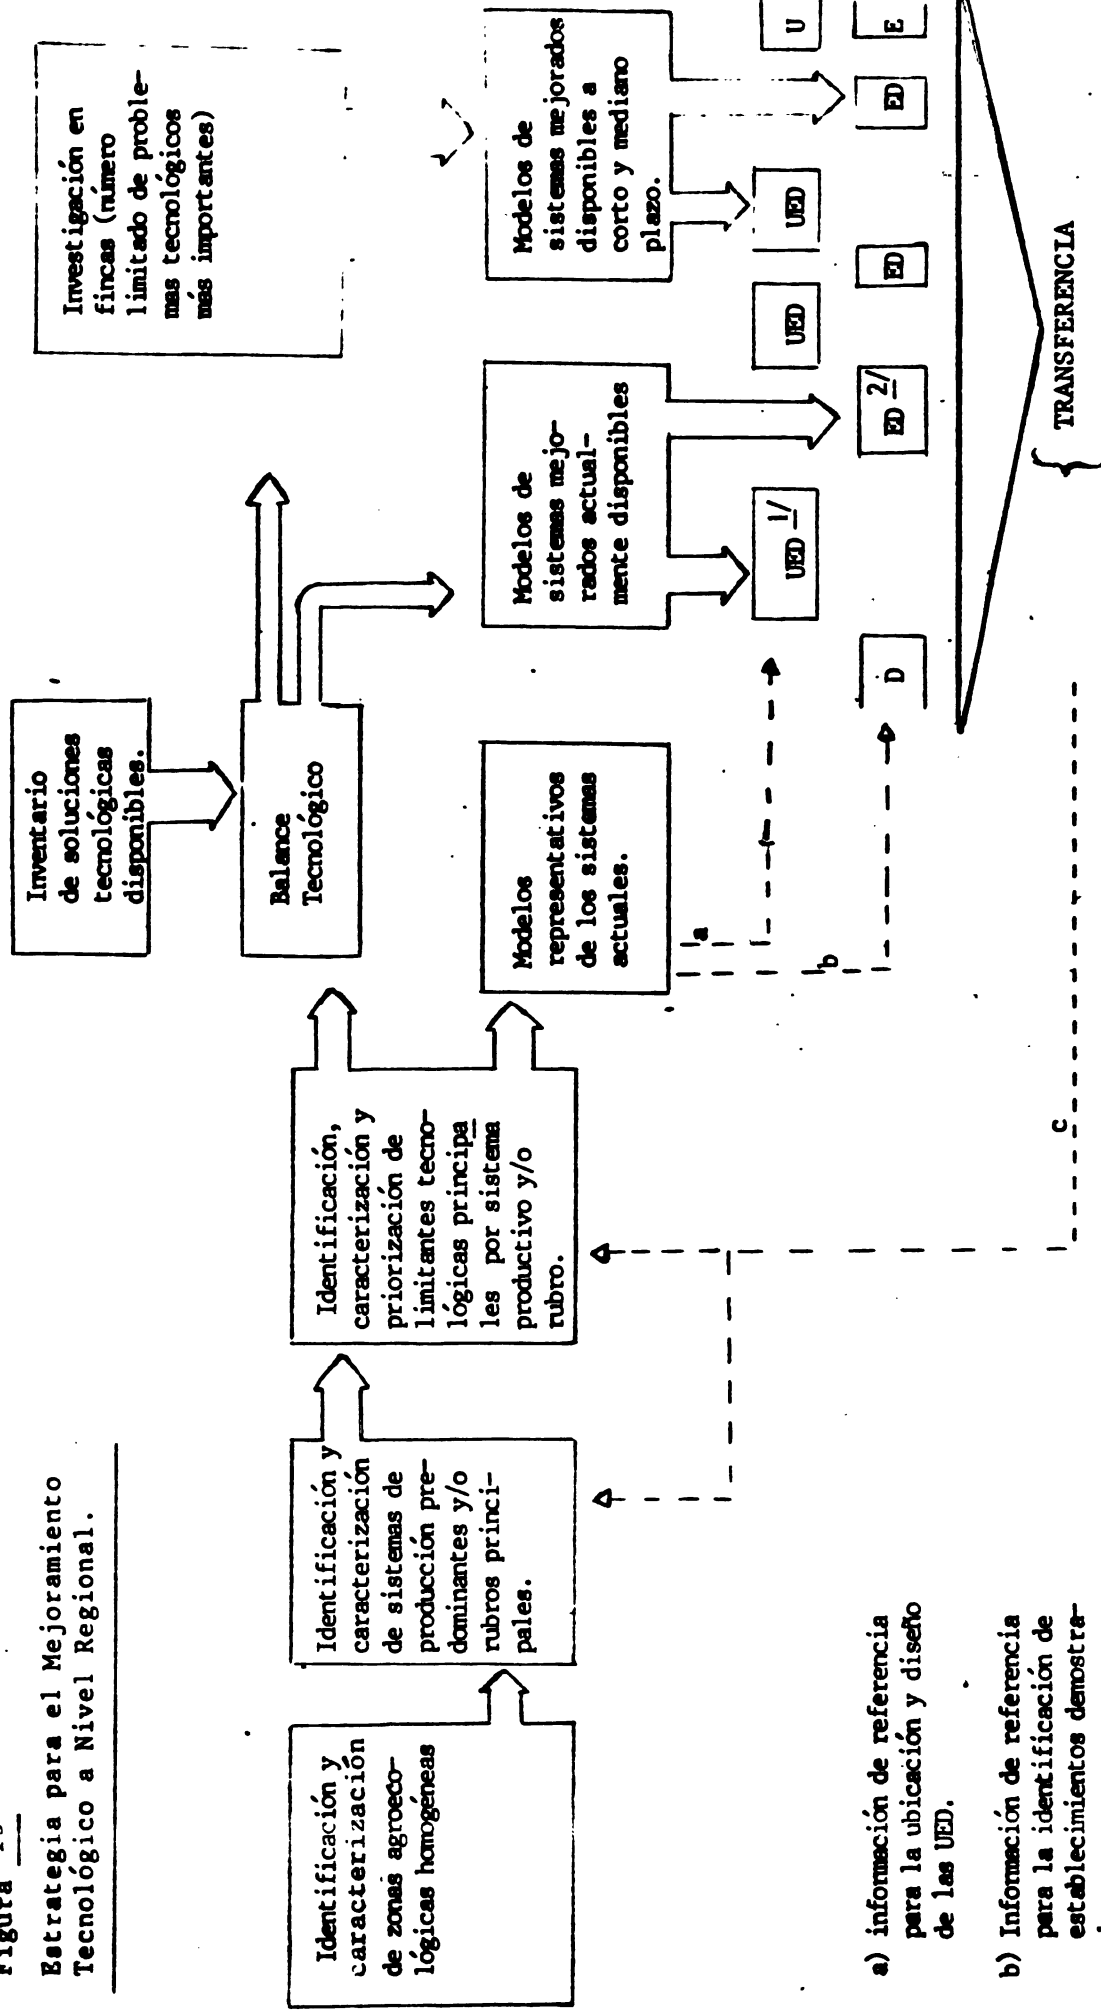 Figura
Estrategia para el Mejoramiento
Tecnológico a Nivel Regional.
Identificación y
caracterización
de zonas agroeco-
lógicas homogéneas
Identificación y
caracterización
de sistemas de
producción pre-
dominantes y/o
rubros princi-
pales.
Identificación,
caracterización y
priorización de
limitantes tecno-
lógicas principa
les por sistema
productivo y/o
rubro.
Inventario
de soluciones
tecnológicas
disponibles.
Balance
Tecnológico
Modelos
representativos
de los sistemas
actuales.
Investigación en
fincas (número
limitado de proble-
mas tecnológicos
más importantes)
Modelos de
sistemas mejo-
rados actual-
mente disponibles
Modelos de
sistemas mejorados
disponibles a
corto y mediano
plazo.
a
b
c
UED 1/
UED
UED
U
D
ED 2/
ED
ED
E
TRANSFERENCIA
a) información de referencia
para la ubicación y diseño
de las UED.
b) Información de referencia
para la identificación de
establecimientos demostra-